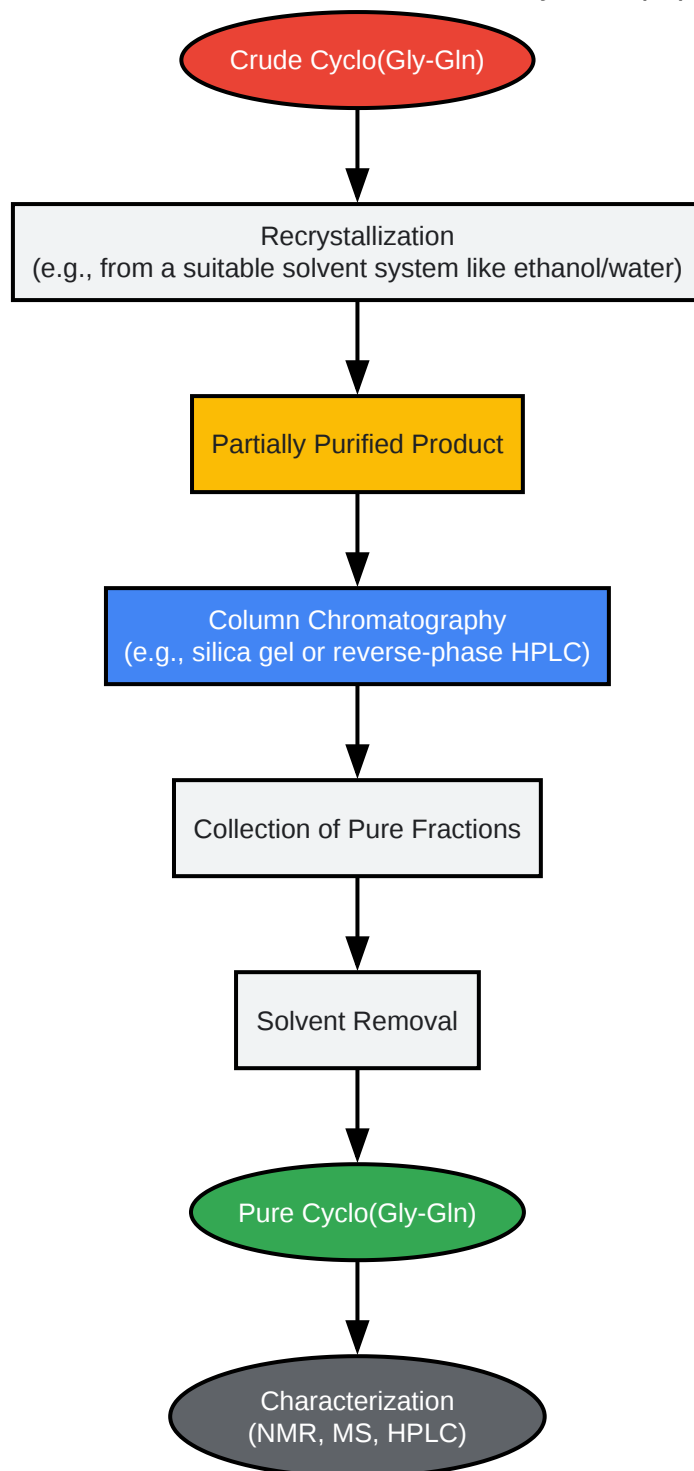 Crude Cyclo(Gly-Gln)
Recrystallization
(e.g., from a suitable solvent system like ethanol/water)
Partially Purified Product
Column Chromatography
(e.g., silica gel or reverse-phase HPLC)
Collection of Pure Fractions
Solvent Removal
Pure Cyclo(Gly-Gln)
Characterization
(NMR, MS, HPLC)